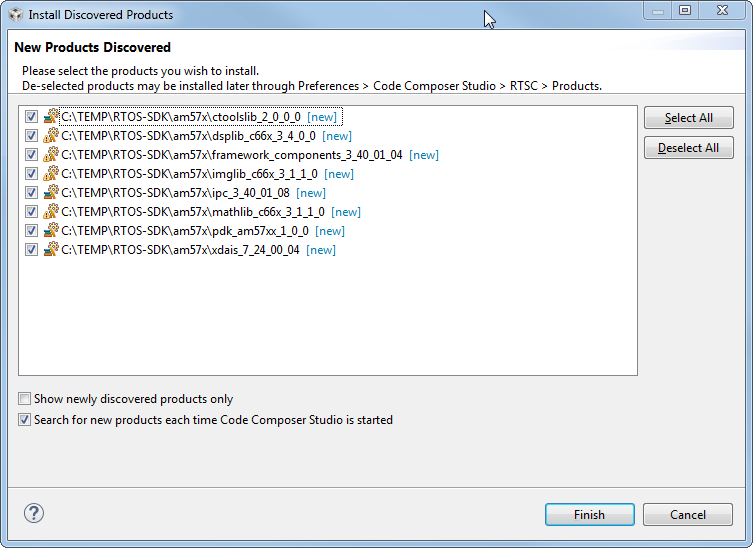 Install Discovered Products
New Products Discovered
Please select the products you wish to install.
De-selected products may be installed later through Preferences > Code Composer Studio > RTSC > Products.
C:\TEMP\RTOS-SDK\am57x\ctoolslib_2_0_0_0 [new]
C:\TEMP\RTOS-SDK\am57x\dsplib_c66x_3_4_0_0 [new]
C:\TEMP\RTOS-SDK\am57x\framework_components_3_40_01_04 [new]
C:\TEMP\RTOS-SDK\am57x\imglib_c66x_3_1_1_0 [new]
C:\TEMP\RTOS-SDK\am57x\ipc_3_40_01_08 [new]
C:\TEMP\RTOS-SDK\am57x\mathlib_c66x_3_1_1_0 [new]
C:\TEMP\RTOS-SDK\am57x\pdk_am57xx_1_0_0 [new]
C:\TEMP\RTOS-SDK\am57x\xdais_7_24_00_04 [new]
Select All
Deselect All
Show newly discovered products only
Search for new products each time Code Composer Studio is started
?
Finish
Cancel